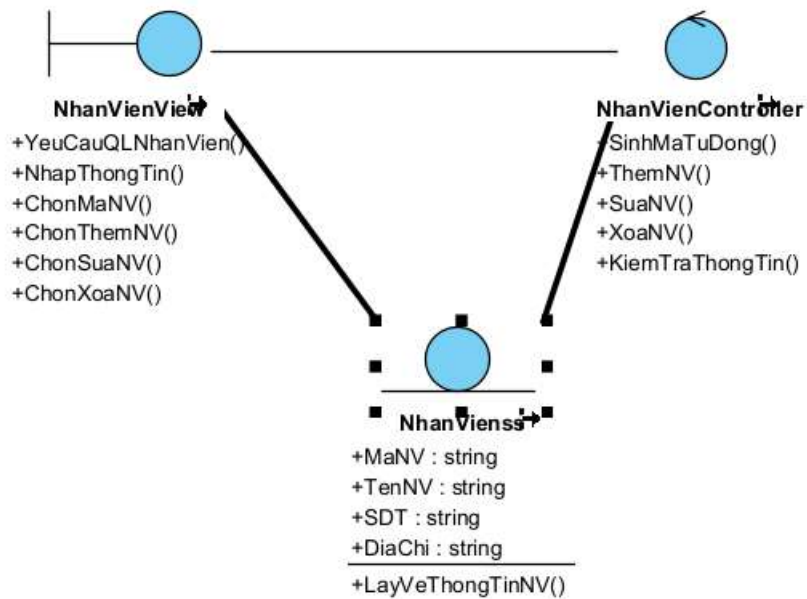 NhanVienView
+YeuCauQLNhanVien()
+NhapThongTin()
+ChonMaNV()
+ChonThemNV()
+ChonSuaNV()
+ChonXoaNV()
NhanVienController
+SinhMaTuDong()
+ThemNV()
+SuaNV()
+XoaNV()
+KiemTraThongTin()
NhanVienss
+MaNV : string
+TenNV : string
+SDT : string
+DiaChi : string
+LayVeThongTinNV()